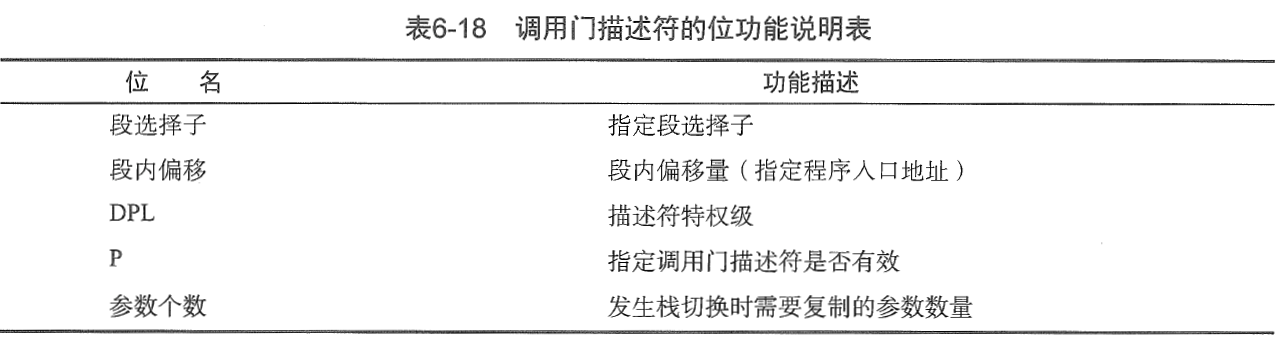 表6-18 调用门描述符的位功能说明表
位 名 功能描述
段选择子 指定段选择子
段内偏移 段内偏移量（指定程序入口地址）
DPL 描述符特权级
P 指定调用门描述符是否有效
参数个数 发生栈切换时需要复制的参数数量